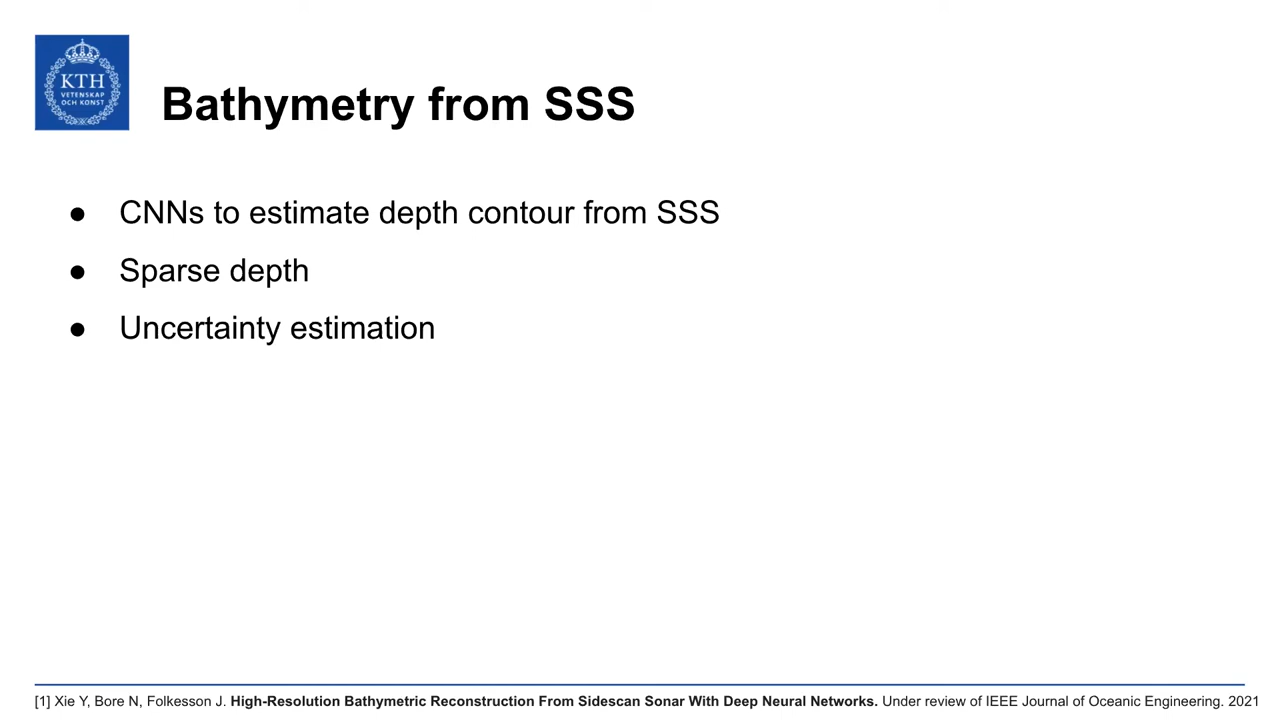 KTH
VETENSKAP
OCH KONST
Bathymetry from SSS
● CNNs to estimate depth contour from SSS
● Sparse depth
● Uncertainty estimation
[1] Xie Y, Bore N, Folkesson J. High-Resolution Bathymetric Reconstruction From Sidescan Sonar With Deep Neural Networks. Under review of IEEE Journal of Oceanic Engineering. 2021